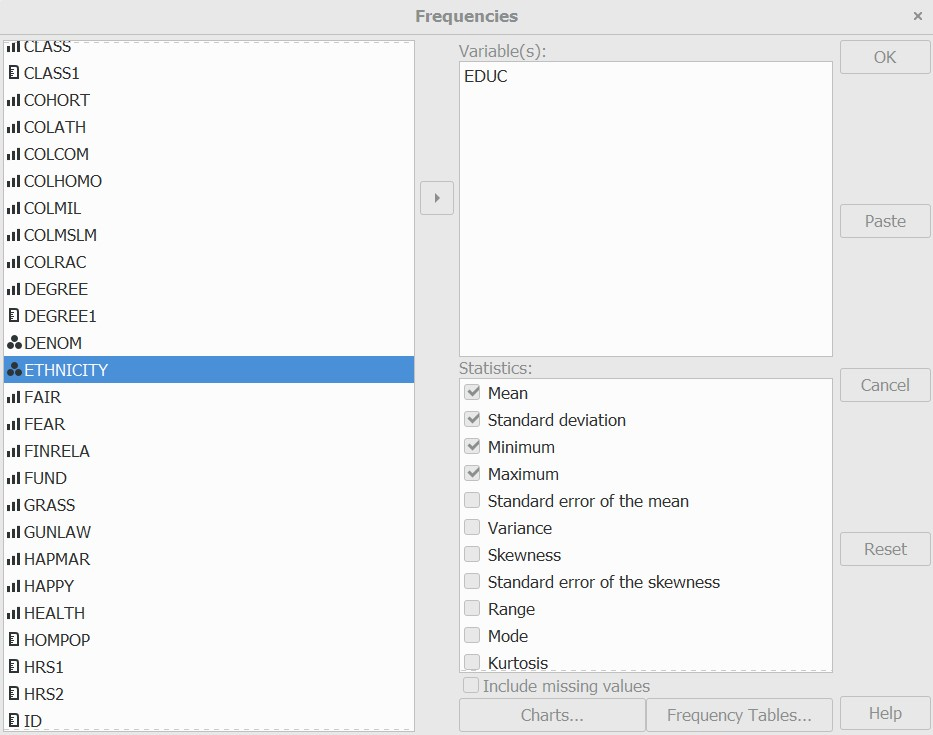 Frequencies
CLASS
CLASS1
COHORT
COLATH
COLCOM
COLHOMO
COLMIL
COLMSLM
COLRAC
DEGREE
DEGREE1
DENOM
ETHNICITY
FAIR
FEAR
FINRELA
FUND
GRASS
GUNLAW
HAPMAR
HAPPY
HEALTH
HOMPOP
HRS1
HRS2
ID
Variable(s):
EDUC
Statistics:
Mean
Standard deviation
Minimum
Maximum
Standard error of the mean
Variance
Skewness
Standard error of the skewness
Range
Mode
Kurtosis
Include missing values
Charts...
Frequency Tables...
OK
Paste
Cancel
Reset
Help